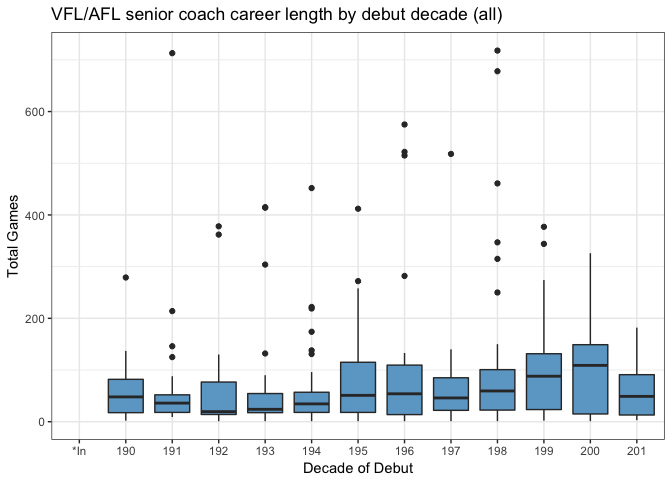 VFL/AFL senior coach career length by debut decade (all)
Total Games
600
400
200
0
*In 190 191 192 193 194 195 196 197 198 199 200 201
Decade of Debut